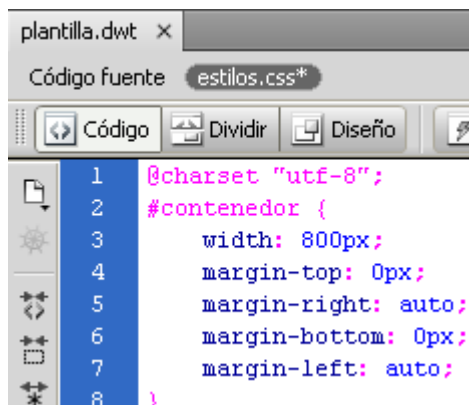 plantilla.dwt ×
Código fuente estilos.css*
Código Dividir Diseño
1 @charset "utf-8";
2 #contenedor {
3 width: 800px;
4 margin-top: 0px;
5 margin-right: auto;
6 margin-bottom: 0px;
7 margin-left: auto;
8 }